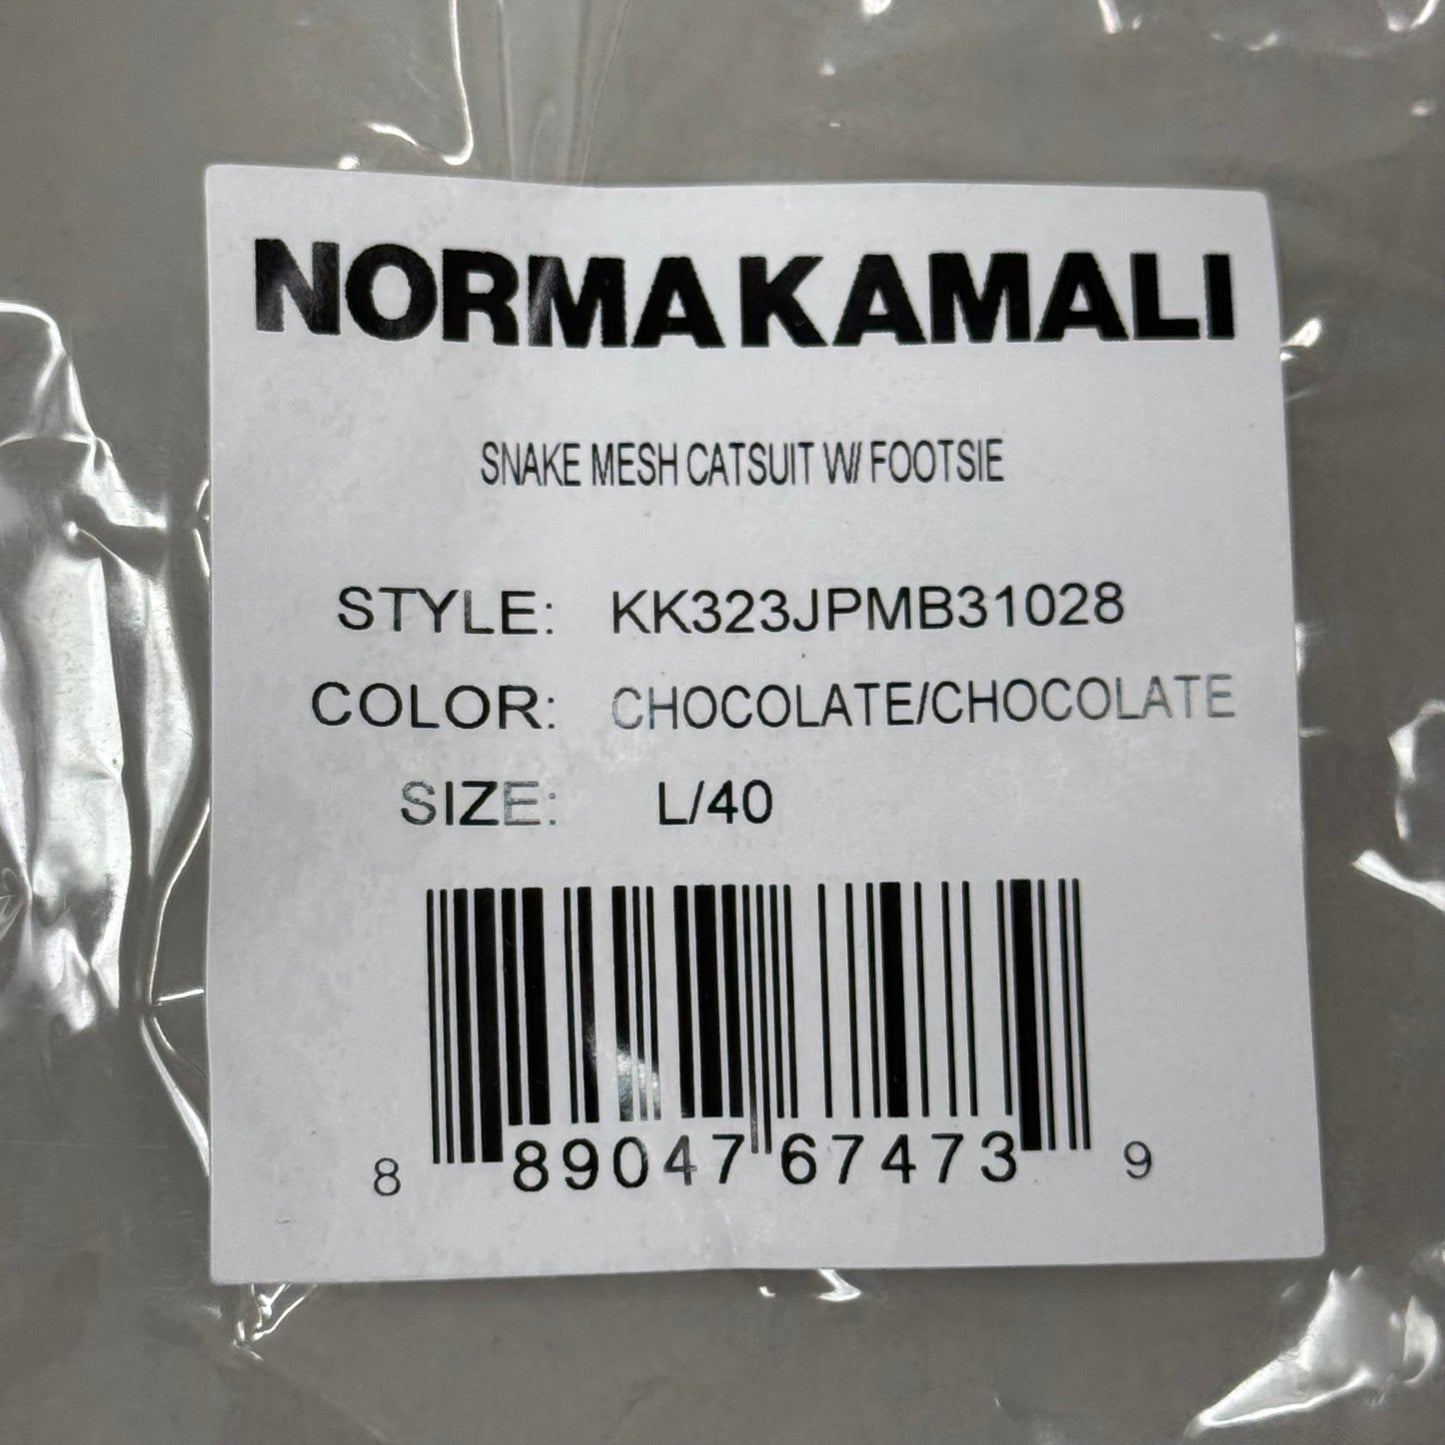 NORMA KAMALI
SNAKE MESH CATSUIT W/ FOOTSIE
STYLE: KK323JPMB31028
COLOR: CHOCOLATE/CHOCOLATE
SIZE: L/40
8 89047 67473 9